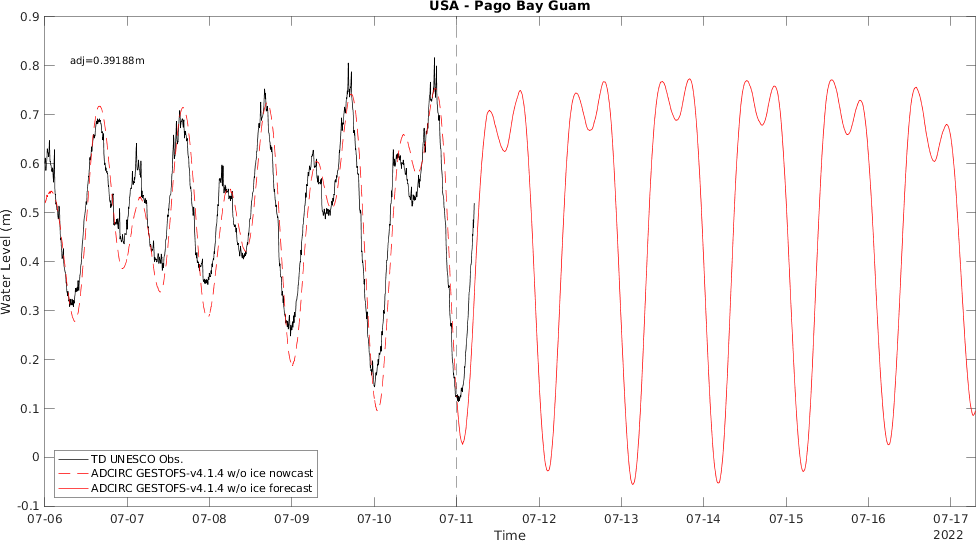 USA - Pago Bay Guam
adj=0.39188m
Water Level (m)
0.9
0.8
0.7
0.6
0.5
0.4
0.3
0.2
0.1
0
-0.1
TD UNESCO Obs.
ADCIRC GESTOFS-v4.1.4 w/o ice nowcast
ADCIRC GESTOFS-v4.1.4 w/o ice forecast
07-06 07-07 07-08 07-09 07-10 07-11 07-12 07-13 07-14 07-15 07-16 07-17
Time
2022